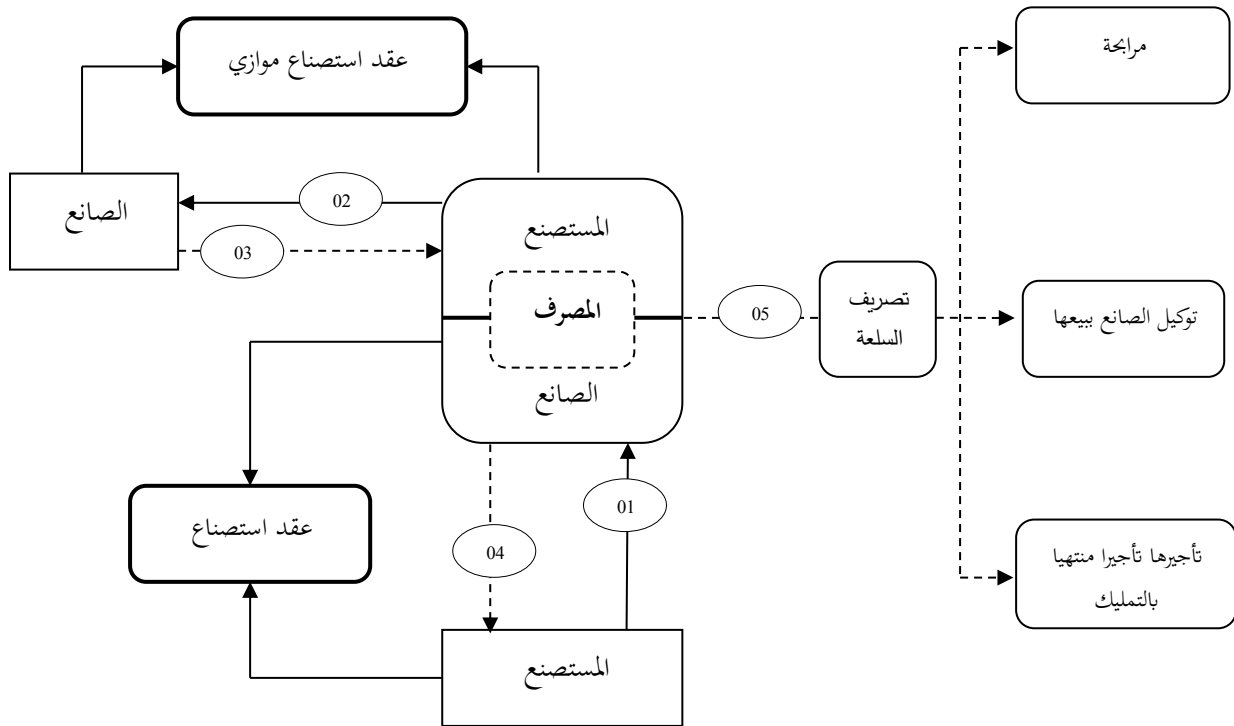 مرابحة
عقد استصناع موازي
الصانع
02
03
المستصنع
المصرف
الصانع
05
تصريف
السلعة
توكيل الصانع ببيعها
01
عقد استصناع
04
تأجيرها تأجيرا منتهيا
بالتمليك
المستصنع